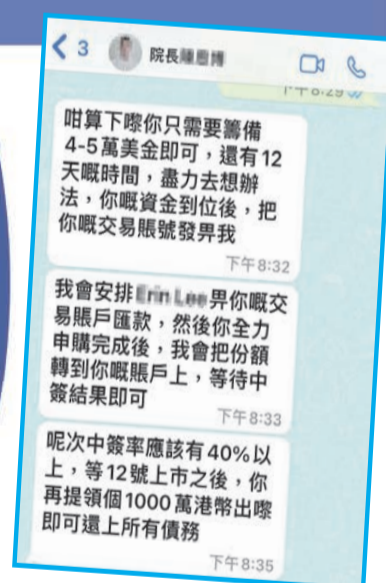 3
院長
下午8:29
咁算下嚟你只需要籌備
4-5萬美金即可，還有12
天嘅時間，盡力去想辦
法，你嘅資金到位後，把
你嘅交易賬號發畀我
下午8:32
我會安排Erin Lee畀你嘅交
易賬戶匯款，然後你全力
申購完成後，我會把份額
轉到你嘅賬戶上，等待中
簽結果即可
下午8:33
呢次中簽率應該有40%以
上，等12號上市之後，你
再提領個1000萬港幣出嚟
即可還上所有債務
下午8:35